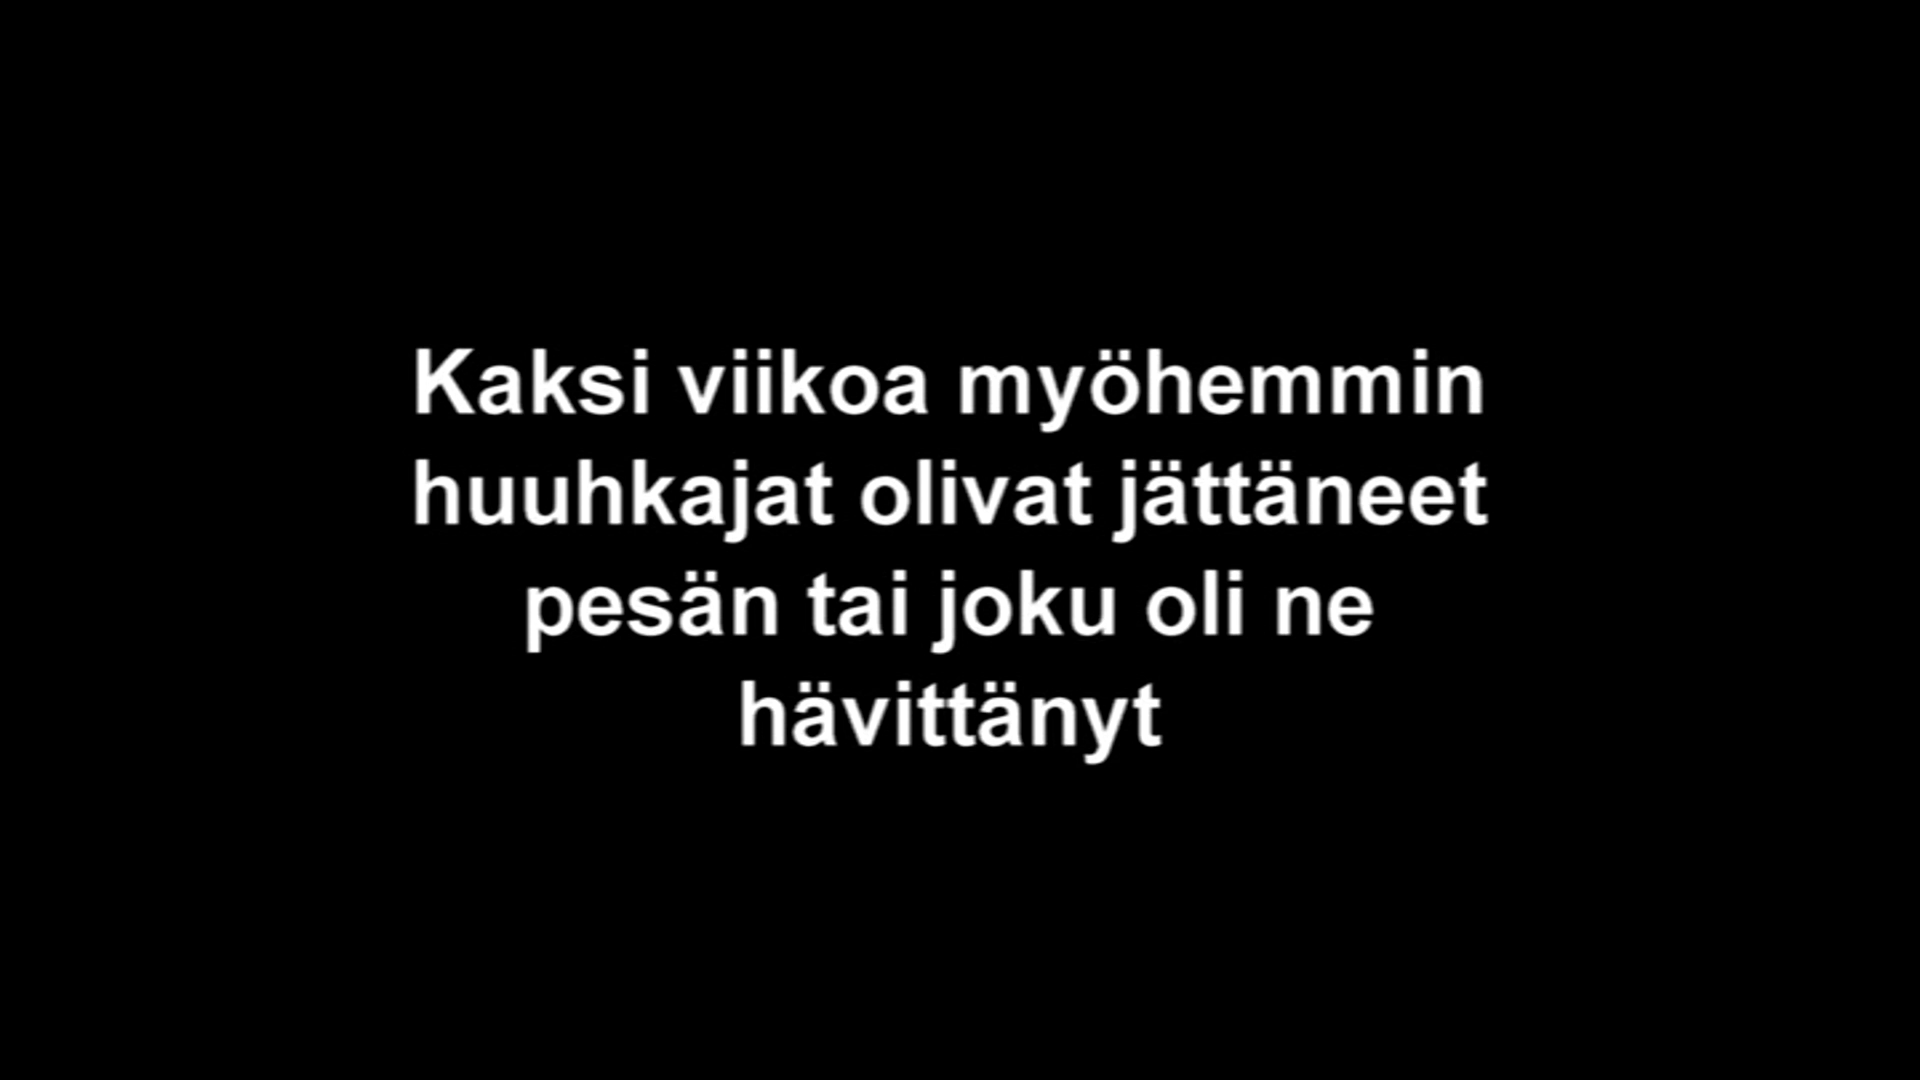 Kaksi viikoa myöhemmin
huuhkajat olivat jättäneet
pesän tai joku oli ne
hävittänyt